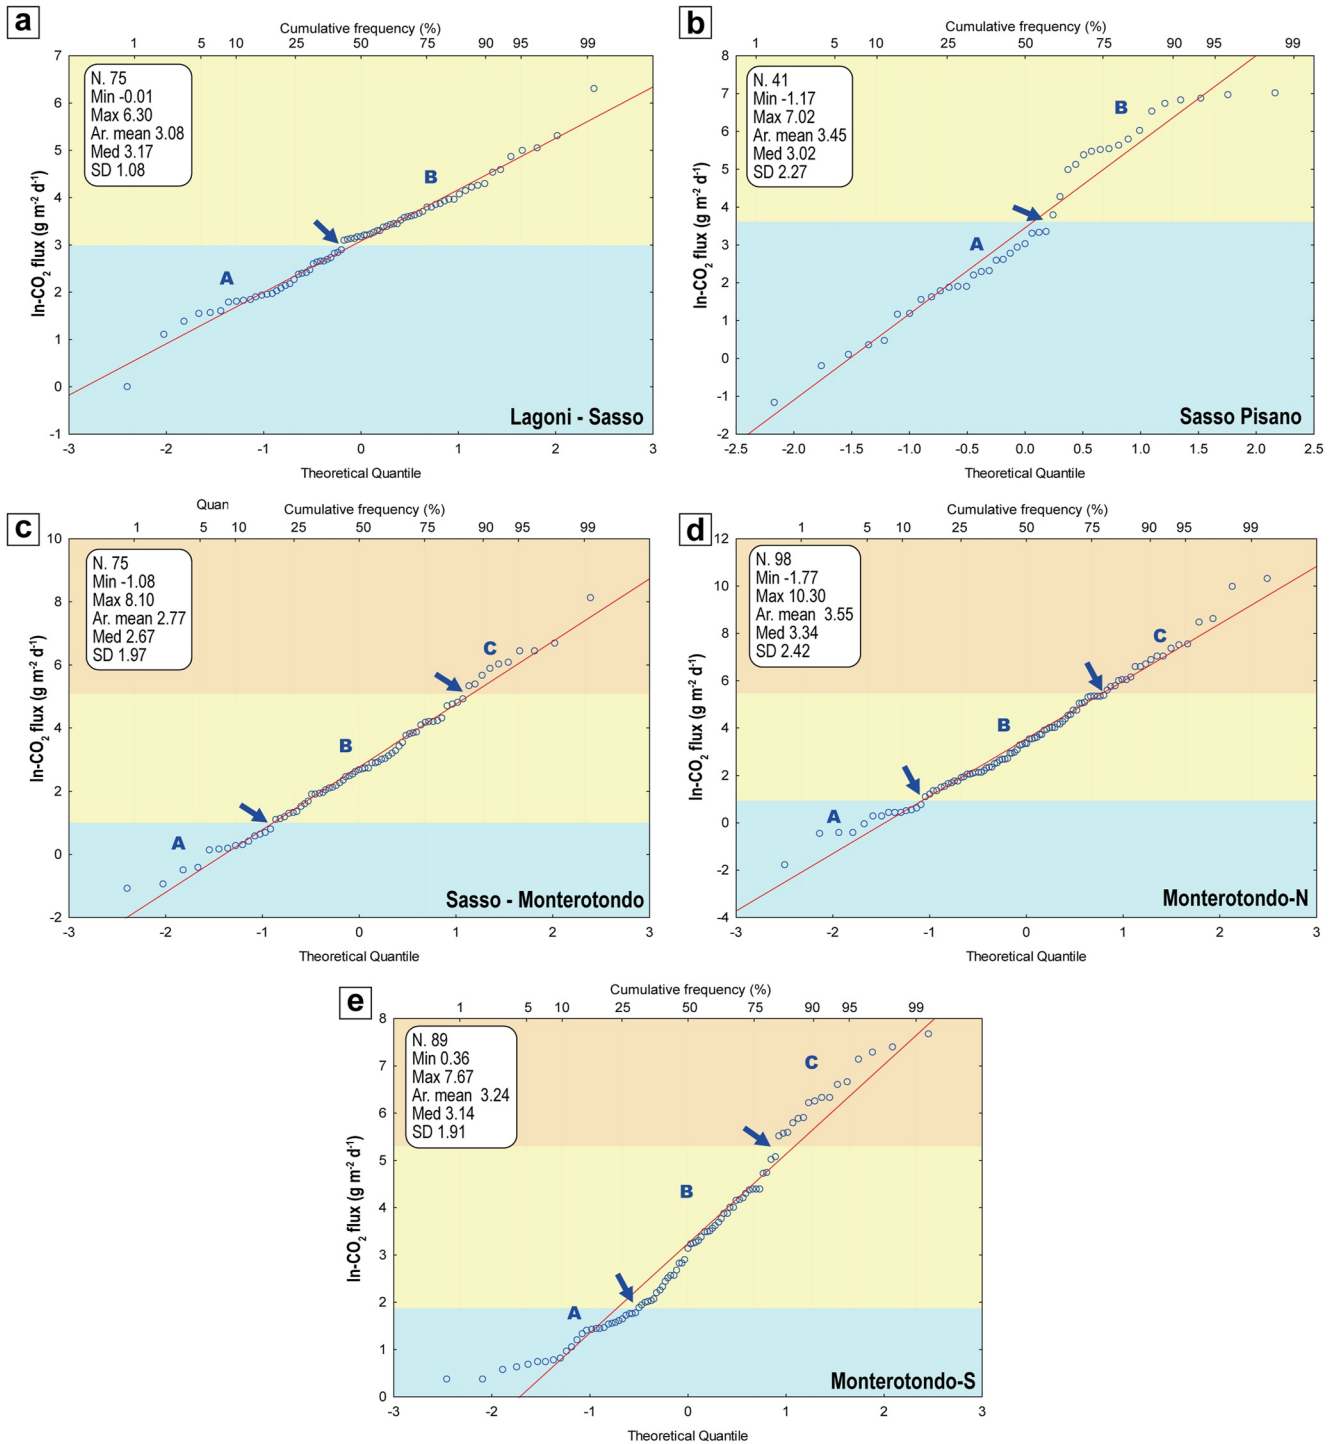 a
Cumulative frequency (%)
1 5 10 25 50 75 90 95 99
7
6
5
4
3
2
1
0
-1
ln-CO2 flux (g m-2 d-1)
N. 75
Min -0.01
Max 6.30
Ar. mean 3.08
Med 3.17
SD 1.08
B
A
Lagoni - Sasso
-3 -2 -1 0 1 2 3
Theoretical Quantile
b
Cumulative frequency (%)
1 5 10 25 50 75 90 95 99
8
7
6
5
4
3
2
1
0
-1
-2
ln-CO2 flux (g m-2 d-1)
N. 41
Min -1.17
Max 7.02
Ar. mean 3.45
Med 3.02
SD 2.27
B
A
Sasso Pisano
-2.5 -2.0 -1.5 -1.0 -0.5 0.0 0.5 1.0 1.5 2.0 2.5
Theoretical Quantile
c
Quan
Cumulative frequency (%)
1 5 10 25 50 75 90 95 99
10
8
6
4
2
0
-2
ln-CO2 flux (g m-2 d-1)
N. 75
Min -1.08
Max 8.10
Ar. mean 2.77
Med 2.67
SD 1.97
C
B
A
Sasso - Monterotondo
-3 -2 -1 0 1 2 3
Theoretical Quantile
d
Cumulative frequency (%)
1 5 10 25 50 75 90 95 99
12
10
8
6
4
2
0
-2
-4
ln-CO2 flux (g m-2 d-1)
N. 98
Min -1.77
Max 10.30
Ar. mean 3.55
Med 3.34
SD 2.42
C
B
A
Monterotondo-N
-3 -2 -1 0 1 2 3
Theoretical Quantile
e
Cumulative frequency (%)
1 5 10 25 50 75 90 95 99
8
7
6
5
4
3
2
1
0
ln-CO2 flux (g m-2 d-1)
N. 89
Min 0.36
Max 7.67
Ar. mean 3.24
Med 3.14
SD 1.91
C
B
A
Monterotondo-S
-3 -2 -1 0 1 2 3
Theoretical Quantile